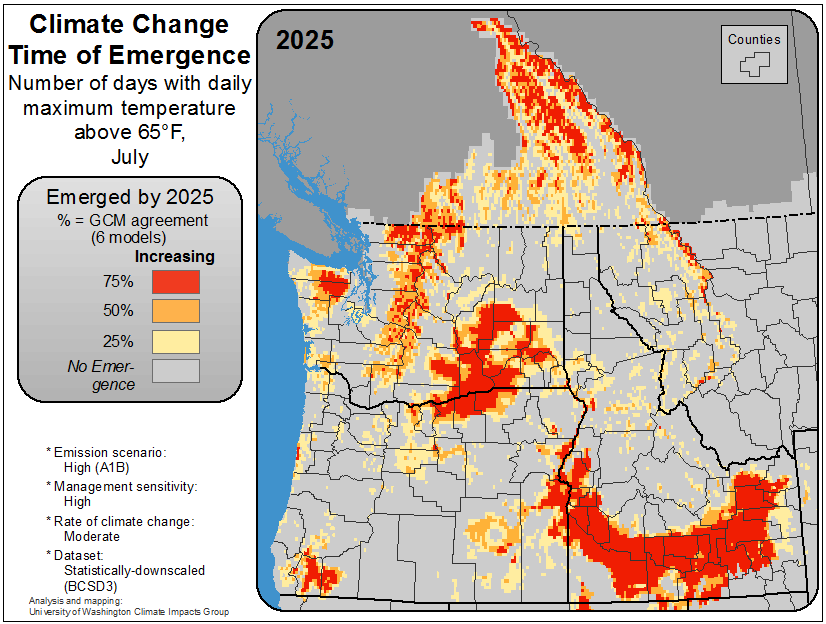 Climate Change
Time of Emergence
Number of days with daily
maximum temperature
above 65°F,
July
Emerged by 2025
% = GCM agreement
(6 models)
Increasing
75%
50%
25%
No Emer-
gence
* Emission scenario:
High (A1B)
* Management sensitivity:
High
* Rate of climate change:
Moderate
* Dataset:
Statistically-downscaled
(BCSD3)
Analysis and mapping:
University of Washington Climate Impacts Group
2025
Counties